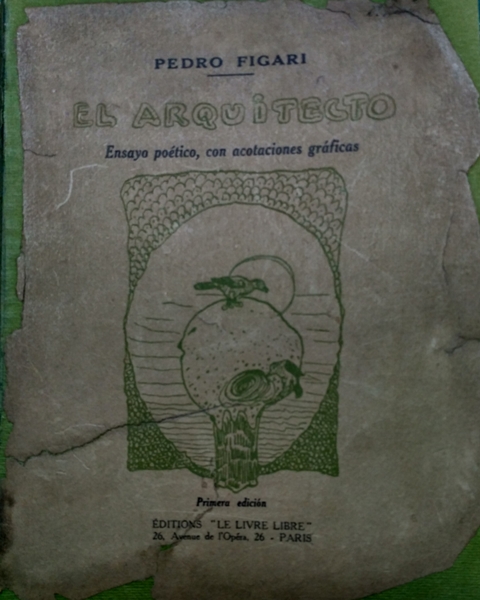 PEDRO FIGARI
EL ARQUiTECTO
Ensayo poético, con acotaciones gráficas
Primera edición
ÉDITIONS "LE LIVRE LIBRE"
26, Avenue de l'Opéra, 26 - PARIS